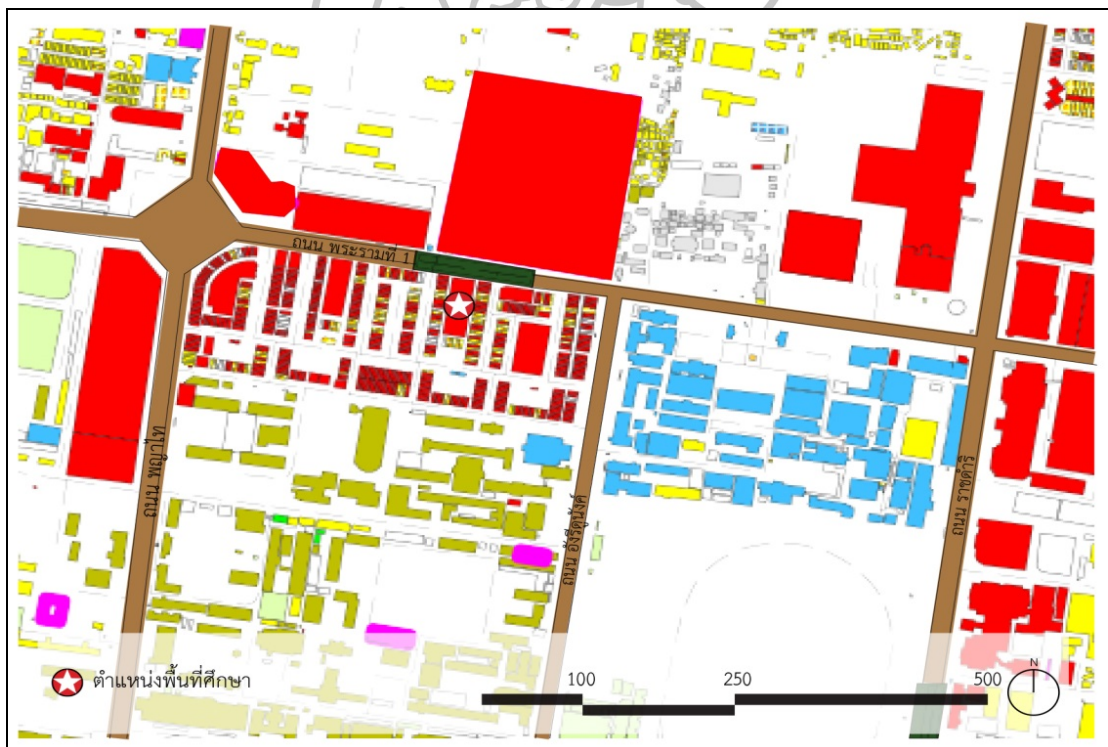 ถนน พระรามที่ 1
ถนน พญาไท
ถนน อังรีดูนังค์
ถนน ราชดำริ
ตำแหน่งพื้นที่ศึกษา
100 250 500
N